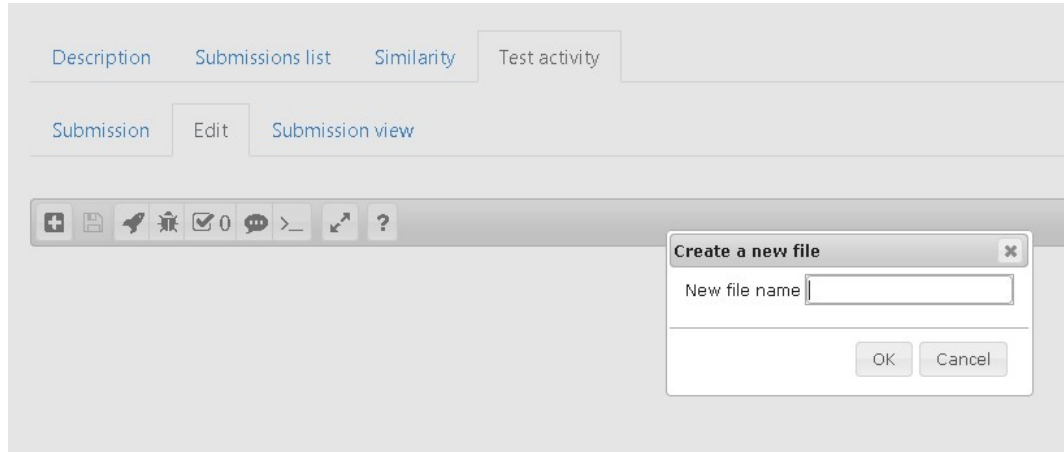 Description Submissions list Similarity Test activity
Submission Edit Submission view
0 >_ ?
Create a new file
New file name
OK Cancel